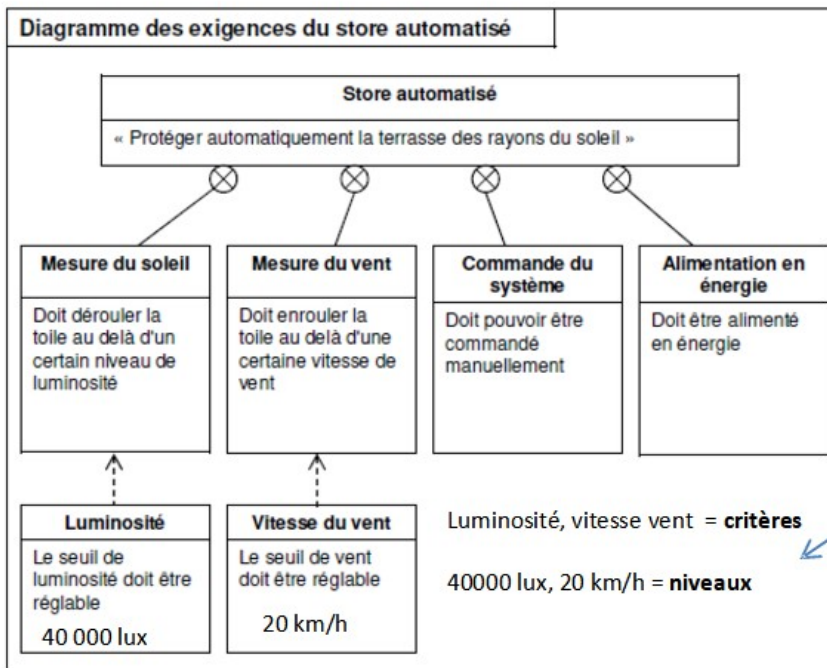 Diagramme des exigences du store automatisé
Store automatisé
« Protéger automatiquement la terrasse des rayons du soleil »
Mesure du soleil
Doit dérouler la
toile au delà d'un
certain niveau de
luminosité
Mesure du vent
Doit enrouler la
toile au delà d'une
certaine vitesse de
vent
Commande du
système
Doit pouvoir être
commandé
manuellement
Alimentation en
énergie
Doit être alimenté
en énergie
Luminosité
Le seuil de
luminosité doit être
réglable
40 000 lux
Vitesse du vent
Le seuil de vent
doit être réglable
20 km/h
Luminosité, vitesse vent = critères
40000 lux, 20 km/h = niveaux